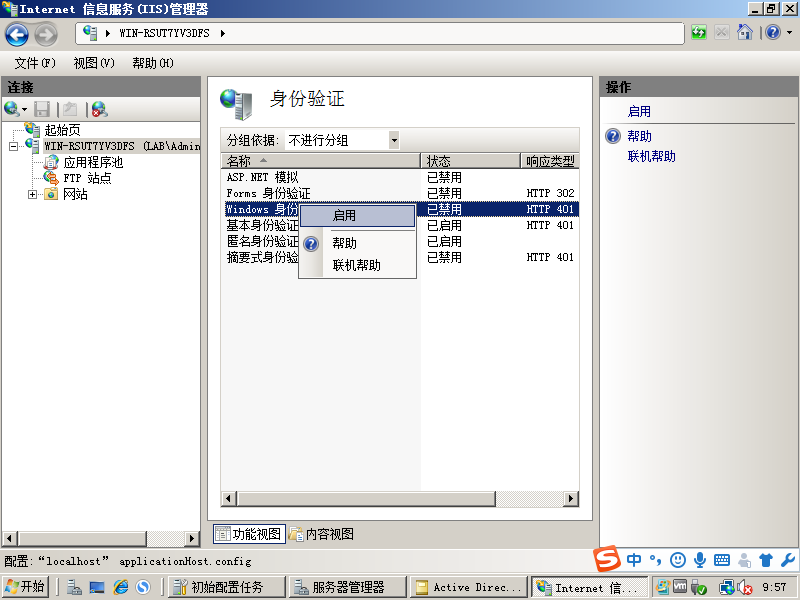 Internet 信息服务(IIS)管理器
WIN-RSUT7YV3DFS
文件(F) 视图(V) 帮助(H)
连接
起始页
WIN-RSUT7YV3DFS (LAB\Admin
应用程序池
FTP 站点
网站
身份验证
分组依据: 不进行分组
名称 状态 响应类型
ASP.NET 模拟 已禁用
Forms 身份验证 已禁用 HTTP 302
Windows 身份 已禁用 HTTP 401
基本身份验证 已启用 HTTP 401
匿名身份验证 已启用
摘要式身份验 已禁用 HTTP 401
启用
帮助
联机帮助
功能视图 内容视图
操作
启用
帮助
联机帮助
配置:“localhost” applicationHost.config
中
开始 初始配置任务 服务器管理器 Active Direc... Internet 信... 9:57